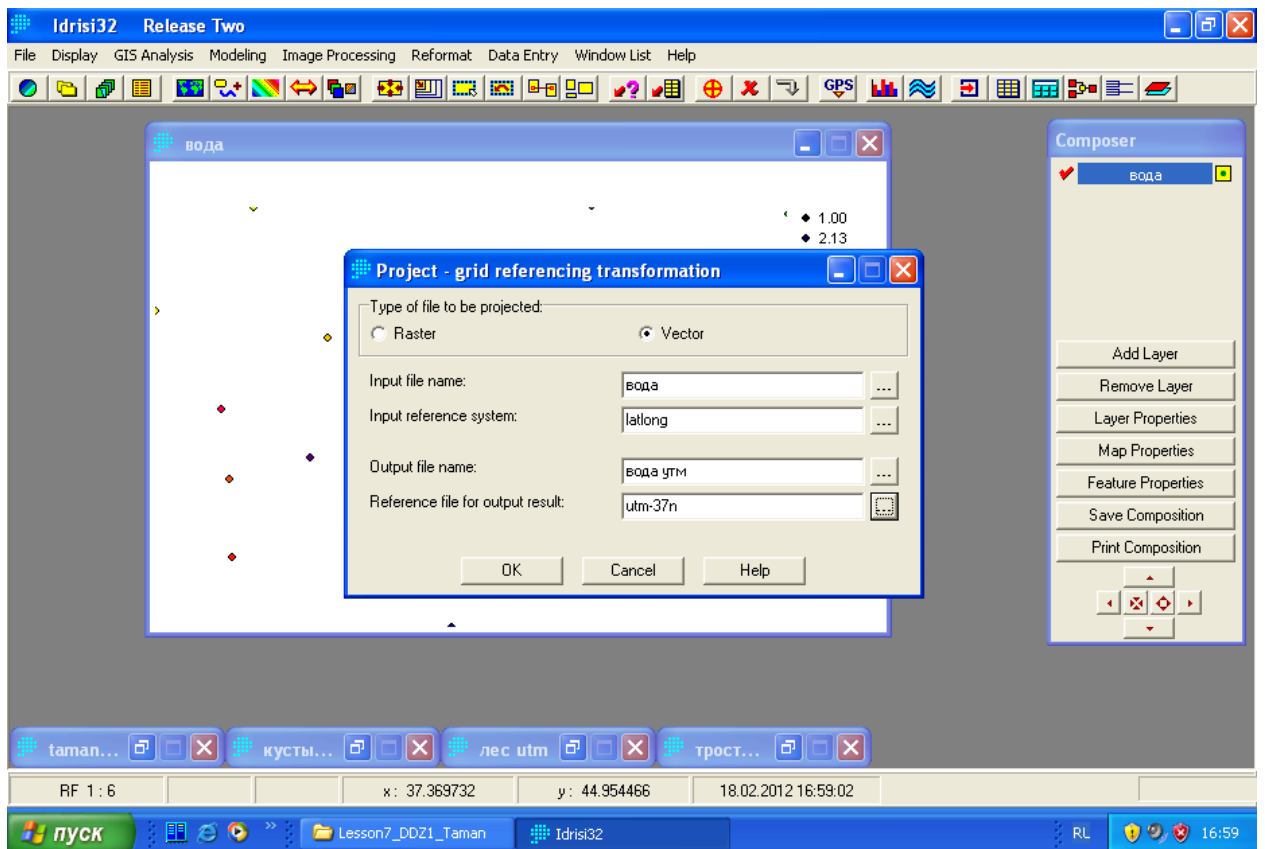 Idrisi32 Release Two
File Display GIS Analysis Modeling Image Processing Reformat Data Entry Window List Help
GPS
вода
1.00
2.13
Composer
вода
Add Layer
Remove Layer
Layer Properties
Map Properties
Feature Properties
Save Composition
Print Composition
Project - grid referencing transformation
Type of file to be projected:
Raster Vector
Input file name: вода ...
Input reference system: latlong ...
Output file name: вода утм ...
Reference file for output result: utm-37n ...
OK Cancel Help
taman... кусты... лес utm трост...
RF 1 : 6 x : 37.369732 y : 44.954466 18.02.2012 16:59:02
пуск » Lesson7_DDZ1_Taman Idrisi32 RL 16:59